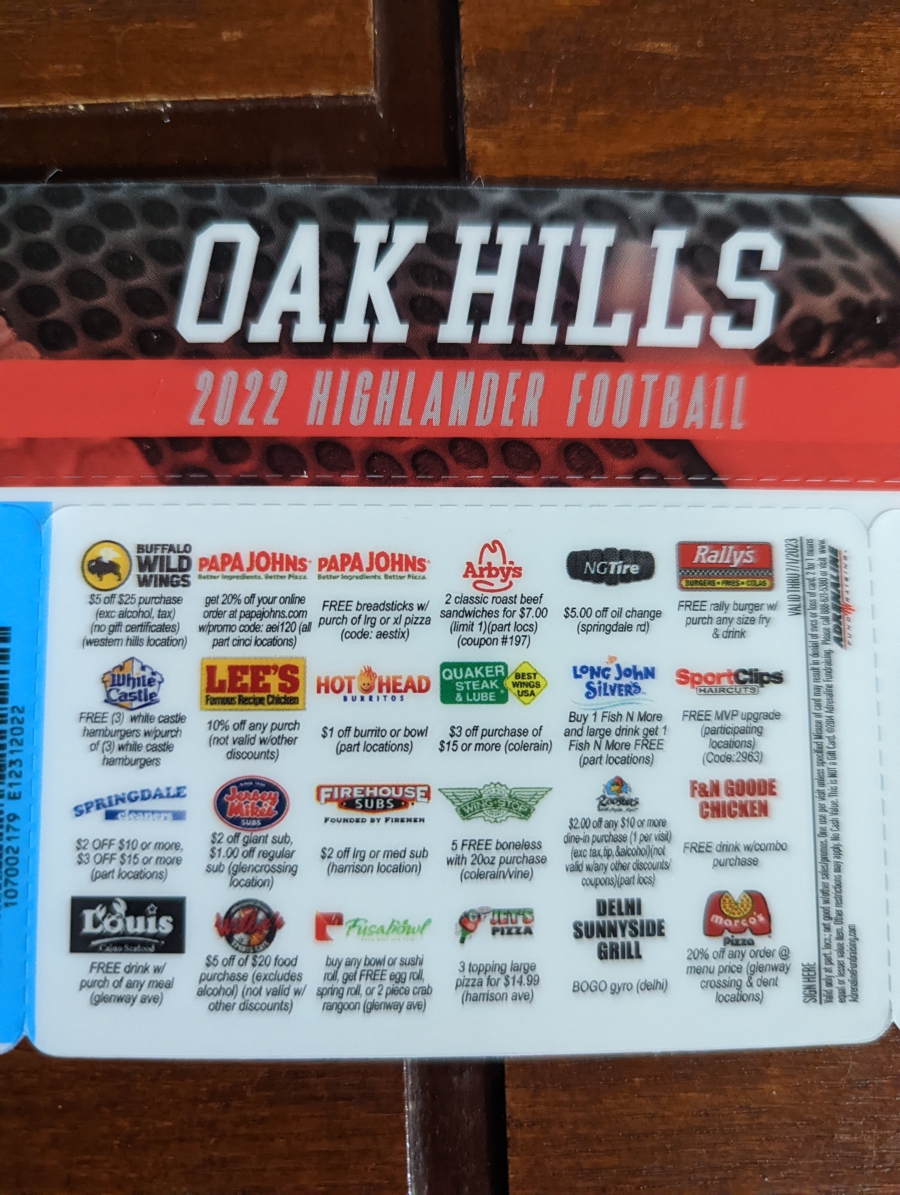 OAK HILLS
2022 HIGHLANDER FOOTBALL
BUFFALO
WILD
WINGS
$5 off $25 purchase
(exc alcohol, tax)
(no gift certificates)
(western hills location)
PAPA JOHNS
Better Ingredients. Better Pizza.
get 20% off your online
order at papajohns.com
w/promo code: aei120 (all
part cinci locations)
PAPA JOHNS
Better Ingredients. Better Pizza.
FREE breadsticks w/
purch of lrg or xl pizza
(code: aestix)
Arby's
2 classic roast beef
sandwiches for $7.00
(limit 1)(part locs)
(coupon #197)
NGTire
$5.00 off oil change
(springdale rd)
Rally's
BURGERS • FRIES • COLAS
FREE rally burger w/
purch any size fry
& drink
White
Castle
FREE (3) white castle
hamburgers w/purch
of (3) white castle
hamburgers
LEE'S
Famous Recipe Chicken
10% off any purch
(not valid w/other
discounts)
HOT HEAD
BURRITOS
$1 off burrito or bowl
(part locations)
QUAKER
STEAK
& LUBE
BEST
WINGS
USA
$3 off purchase of
$15 or more (colerain)
LONG JOHN
SILVER'S
Buy 1 Fish N More
and large drink get 1
Fish N More FREE
(part locations)
SportClips
HAIRCUTS
FREE MVP upgrade
(participating
locations)
(Code:2963)
SPRINGDALE
cleaners
$2 OFF $10 or more,
$3 OFF $15 or more
(part locations)
Jersey
Mike's
SUBS
$2 off giant sub,
$1.00 off regular
sub (glencrossing
location)
FIREHOUSE
SUBS
FOUNDED BY FIREMEN
$2 off lrg or med sub
(harrison location)
WING·STOP
5 FREE boneless
with 20oz purchase
(colerain/vine)
Roosters
$2.00 off any $10 or more
dine-in purchase (1 per visit)
(exc tax,tip,&alcohol)(not
valid w/any other discounts/
coupons)(part locs)
F&N GOODE
CHICKEN
FREE drink w/combo
purchase
Louis
Cajun Seafood
FREE drink w/
purch of any meal
(glenway ave)
$5 off of $20 food
purchase (excludes
alcohol) (not valid w/
other discounts)
Fusabowl
buy any bowl or sushi
roll, get FREE egg roll,
spring roll, or 2 piece crab
rangoon (glenway ave)
JET'S
PIZZA
3 topping large
pizza for $14.99
(harrison ave)
DELHI
SUNNYSIDE
GRILL
BOGO gyro (delhi)
marco's
Pizza
20% off any order @
menu price (glenway
crossing & dent
locations)
SIGN HERE
VALID THRU 7/1/2023
ADRENALINE
FUNDRAISING
107002179 E12312022